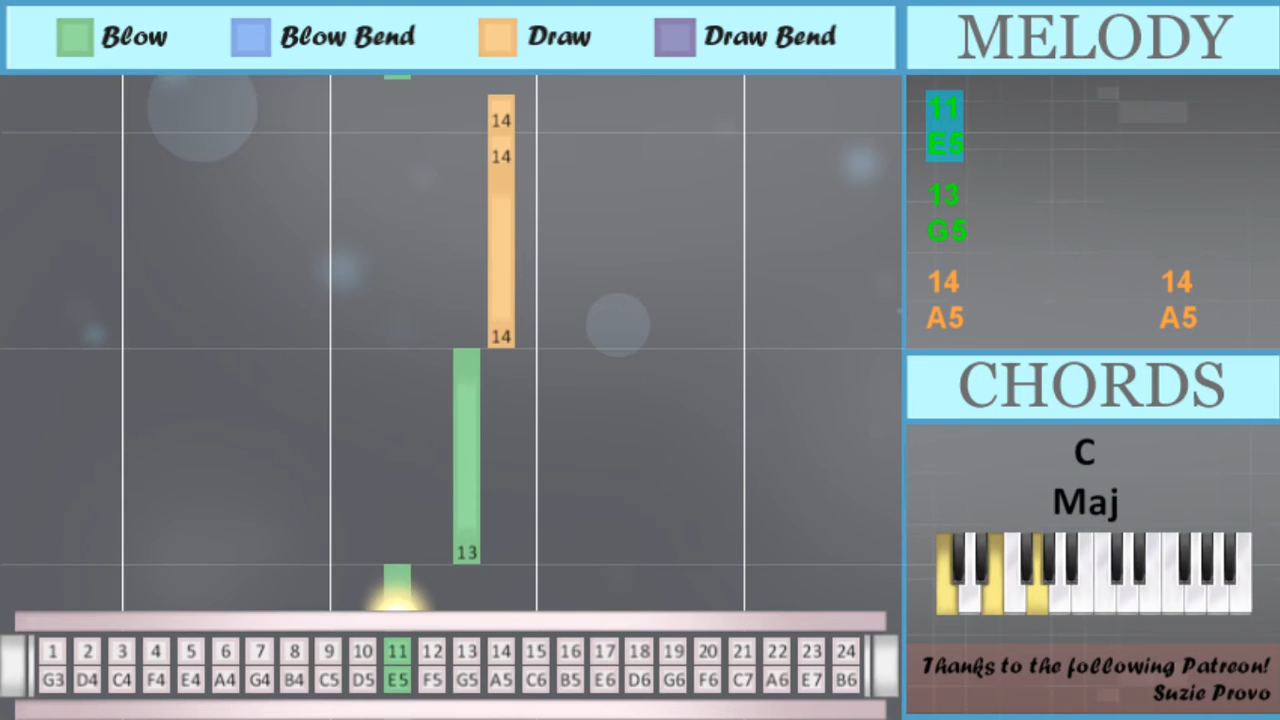 Blow Blow Bend Draw Draw Bend
MELODY
14
14
14
13
11
E5
13
G5
14 14
A5 A5
CHORDS
C
Maj
1 2 3 4 5 6 7 8 9 10 11 12 13 14 15 16 17 18 19 20 21 22 23 24
G3 D4 C4 F4 E4 A4 G4 B4 C5 D5 E5 F5 G5 A5 C6 B5 E6 D6 G6 F6 C7 A6 E7 B6
Thanks to the following Patreon!
Suzie Provo